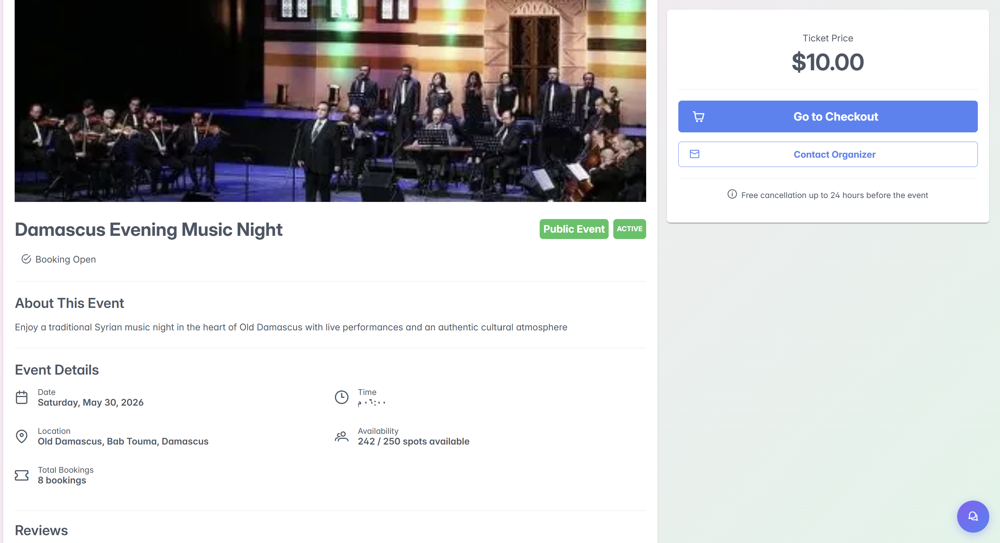 Ticket Price
$10.00
Go to Checkout
Contact Organizer
Free cancellation up to 24 hours before the event
Damascus Evening Music Night
Public Event
ACTIVE
Booking Open
About This Event
Enjoy a traditional Syrian music night in the heart of Old Damascus with live performances and an authentic cultural atmosphere
Event Details
Date
Saturday, May 30, 2026
Time
٠٦:٠٠ م
Location
Old Damascus, Bab Touma, Damascus
Availability
242 / 250 spots available
Total Bookings
8 bookings
Reviews